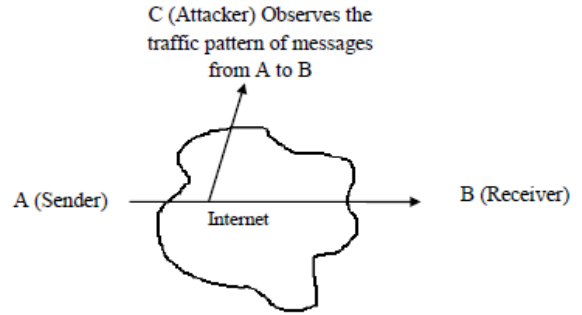 C (Attacker) Observes the
traffic pattern of messages
from A to B
A (Sender)
B (Receiver)
Internet